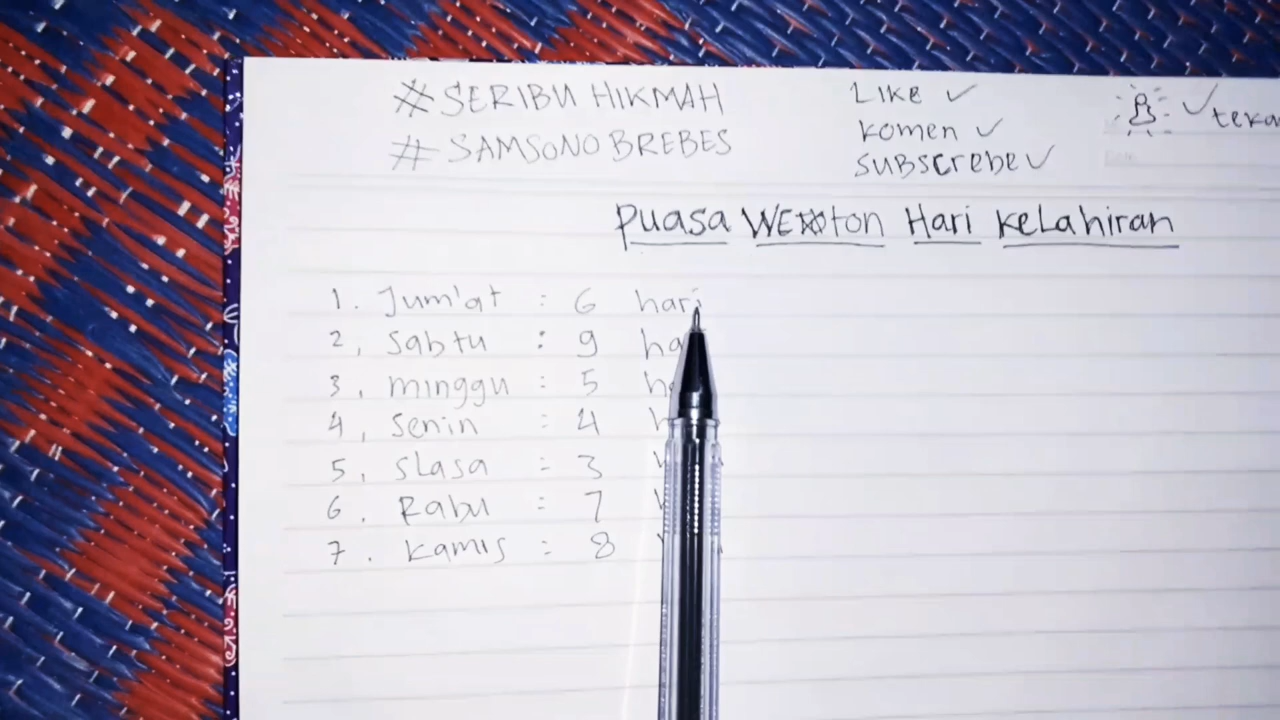 #SERIBU HIKMAH
#SAMSONO BREBES
Like ✓
komen ✓
subscrebe ✓
✓
Puasa WEton Hari Kelahiran
1. Jum'at : 6 hari
2, Sabtu : 9
3, minggu : 5
4, Senin : 4
5, SLasa : 3
6. Rabu : 7
7. Kamis : 8